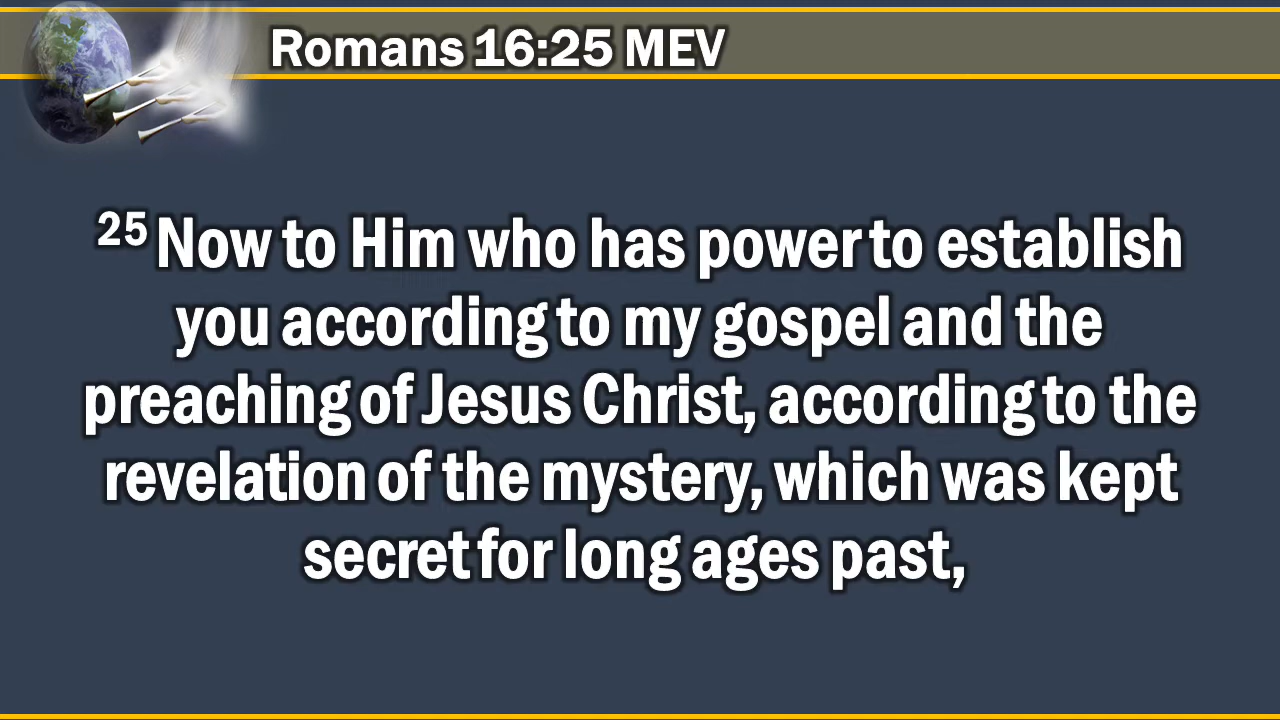 Romans 16:25 MEV
25 Now to Him who has power to establish
you according to my gospel and the
preaching of Jesus Christ, according to the
revelation of the mystery, which was kept
secret for long ages past,